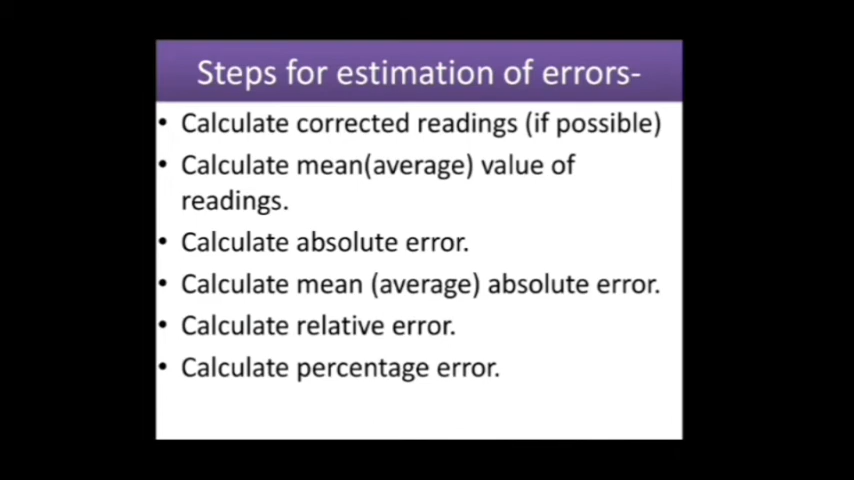 Steps for estimation of errors-
• Calculate corrected readings (if possible)
• Calculate mean(average) value of
readings.
• Calculate absolute error.
• Calculate mean (average) absolute error.
• Calculate relative error.
• Calculate percentage error.